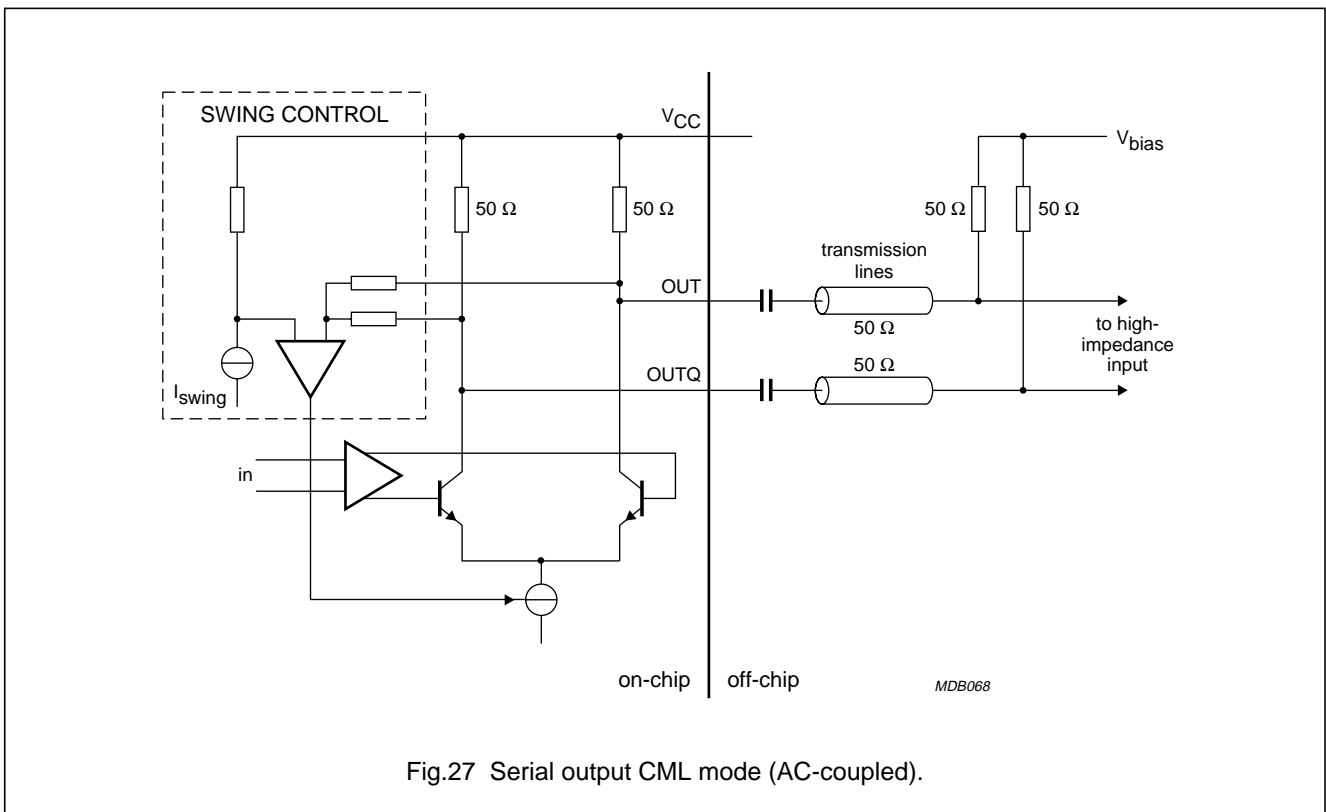 SWING CONTROL
VCC
Vbias
50 Ω
50 Ω
50 Ω
50 Ω
transmission
lines
OUT
50 Ω
to high-
impedance
input
50 Ω
OUTQ
Iswing
in
on-chip
off-chip
MDB068
Fig.27 Serial output CML mode (AC-coupled).